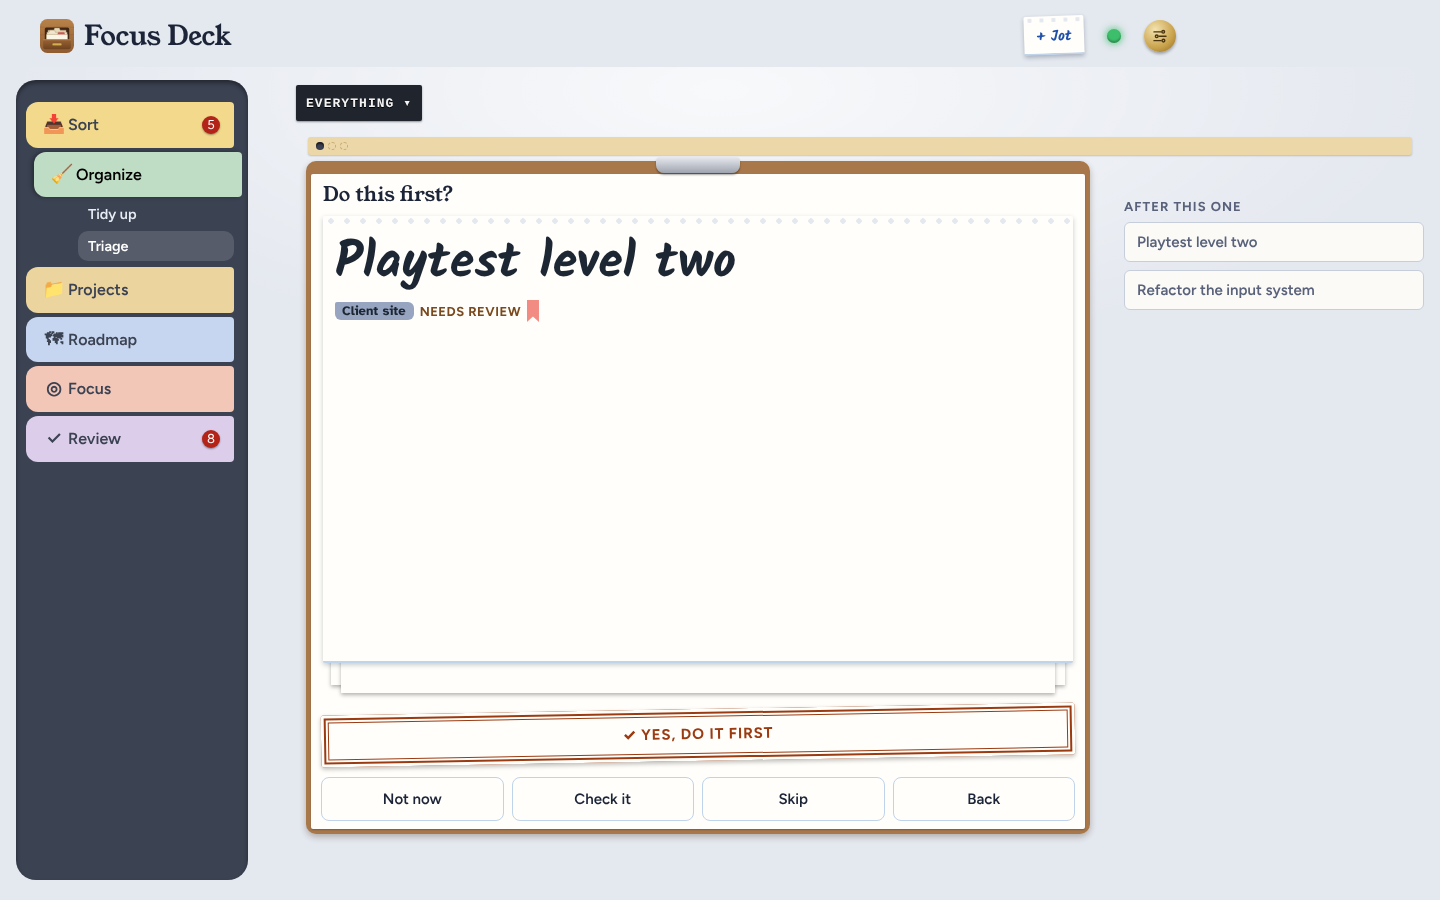 Focus Deck
+ Jot
Sort 5
Organize
Tidy up
Triage
Projects
Roadmap
Focus
Review 8
EVERYTHING ▾
Do this first?
Playtest level two
Client site NEEDS REVIEW
✓ YES, DO IT FIRST
Not now Check it Skip Back
AFTER THIS ONE
Playtest level two
Refactor the input system